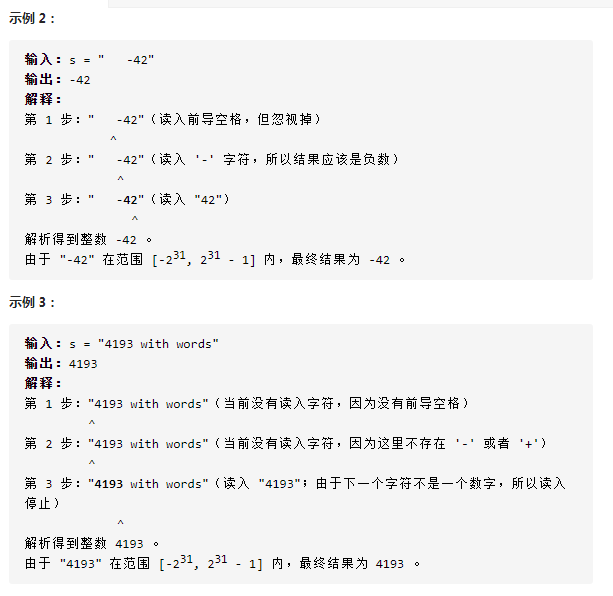 示例 2：
输入：s = "   -42"
输出：-42
解释：
第 1 步："   -42"（读入前导空格，但忽视掉）
            ^
第 2 步："   -42"（读入 '-' 字符，所以结果应该是负数）
             ^
第 3 步："   -42"（读入 "42"）
               ^
解析得到整数 -42 。
由于 "-42" 在范围 [-2³¹, 2³¹ - 1] 内，最终结果为 -42 。
示例 3：
输入：s = "4193 with words"
输出：4193
解释：
第 1 步："4193 with words"（当前没有读入字符，因为没有前导空格）
         ^
第 2 步："4193 with words"（当前没有读入字符，因为这里不存在 '-' 或者 '+'）
         ^
第 3 步："4193 with words"（读入 "4193"；由于下一个字符不是一个数字，所以读入
停止）
             ^
解析得到整数 4193 。
由于 "4193" 在范围 [-2³¹, 2³¹ - 1] 内，最终结果为 4193 。